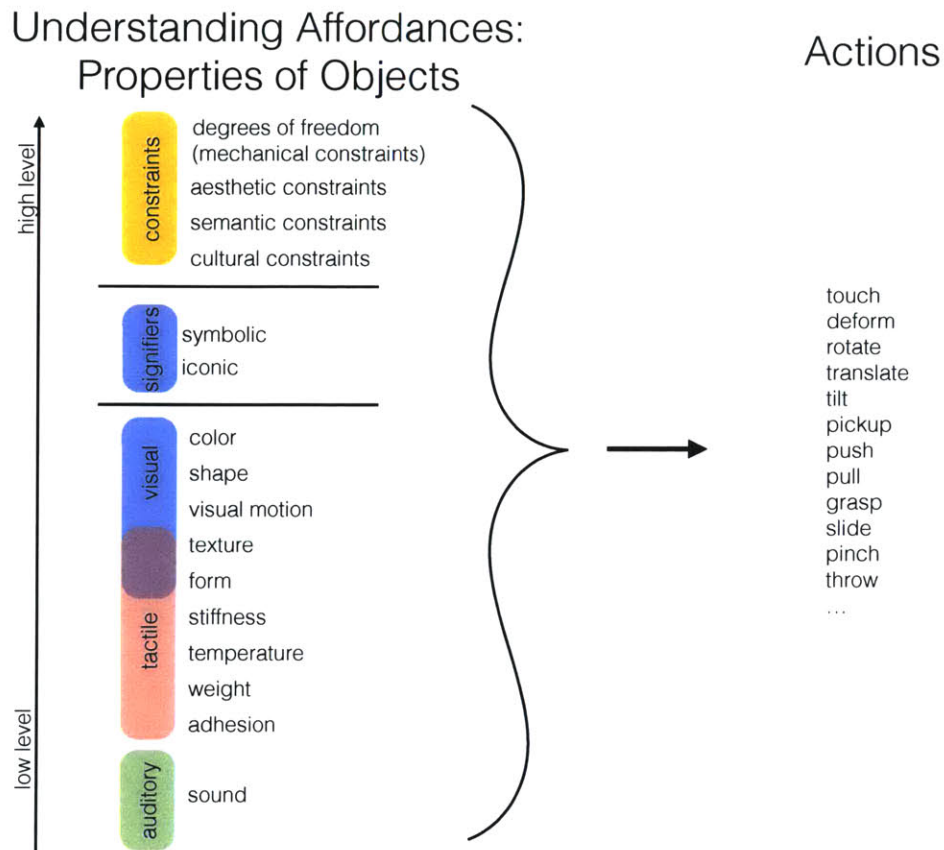 Understanding Affordances:
Properties of Objects
Actions
high level
low level
constraints
degrees of freedom
(mechanical constraints)
aesthetic constraints
semantic constraints
cultural constraints
signifiers
symbolic
iconic
visual
color
shape
visual motion
texture
form
tactile
stiffness
temperature
weight
adhesion
auditory
sound
touch
deform
rotate
translate
tilt
pickup
push
pull
grasp
slide
pinch
throw
...